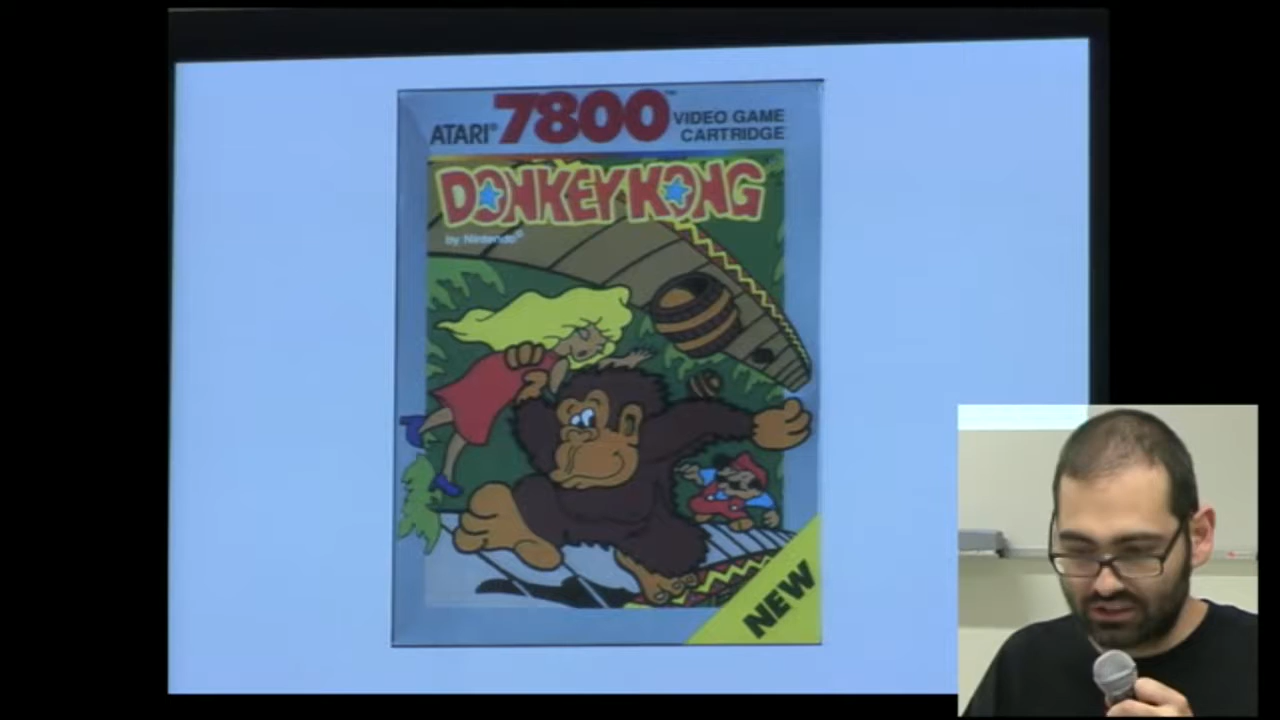 ATARI® 7800™ VIDEO GAME
CARTRIDGE
DONKEY KONG
by Nintendo®
NEW